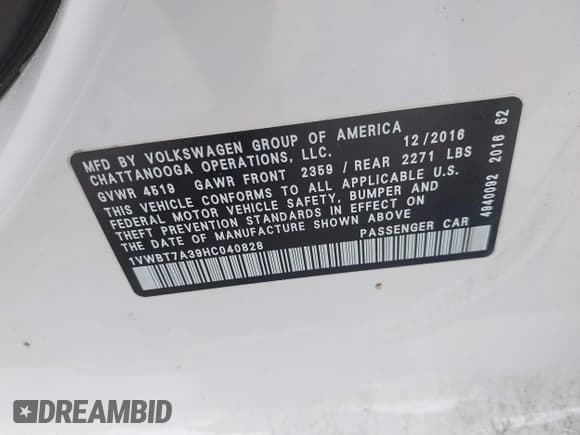 MFD BY VOLKSWAGEN GROUP OF AMERICA
CHATTANOOGA OPERATIONS, LLC. 12/2016
GVWR 4519 GAWR FRONT 2359 / REAR 2271 LBS
THIS VEHICLE CONFORMS TO ALL APPLICABLE U.S.
FEDERAL MOTOR VEHICLE SAFETY, BUMPER AND
THEFT PREVENTION STANDARDS IN EFFECT ON
THE DATE OF MANUFACTURE SHOWN ABOVE
1VWBT7A39HC040828 PASSENGER CAR
4940092 2016 62
DREAMBID